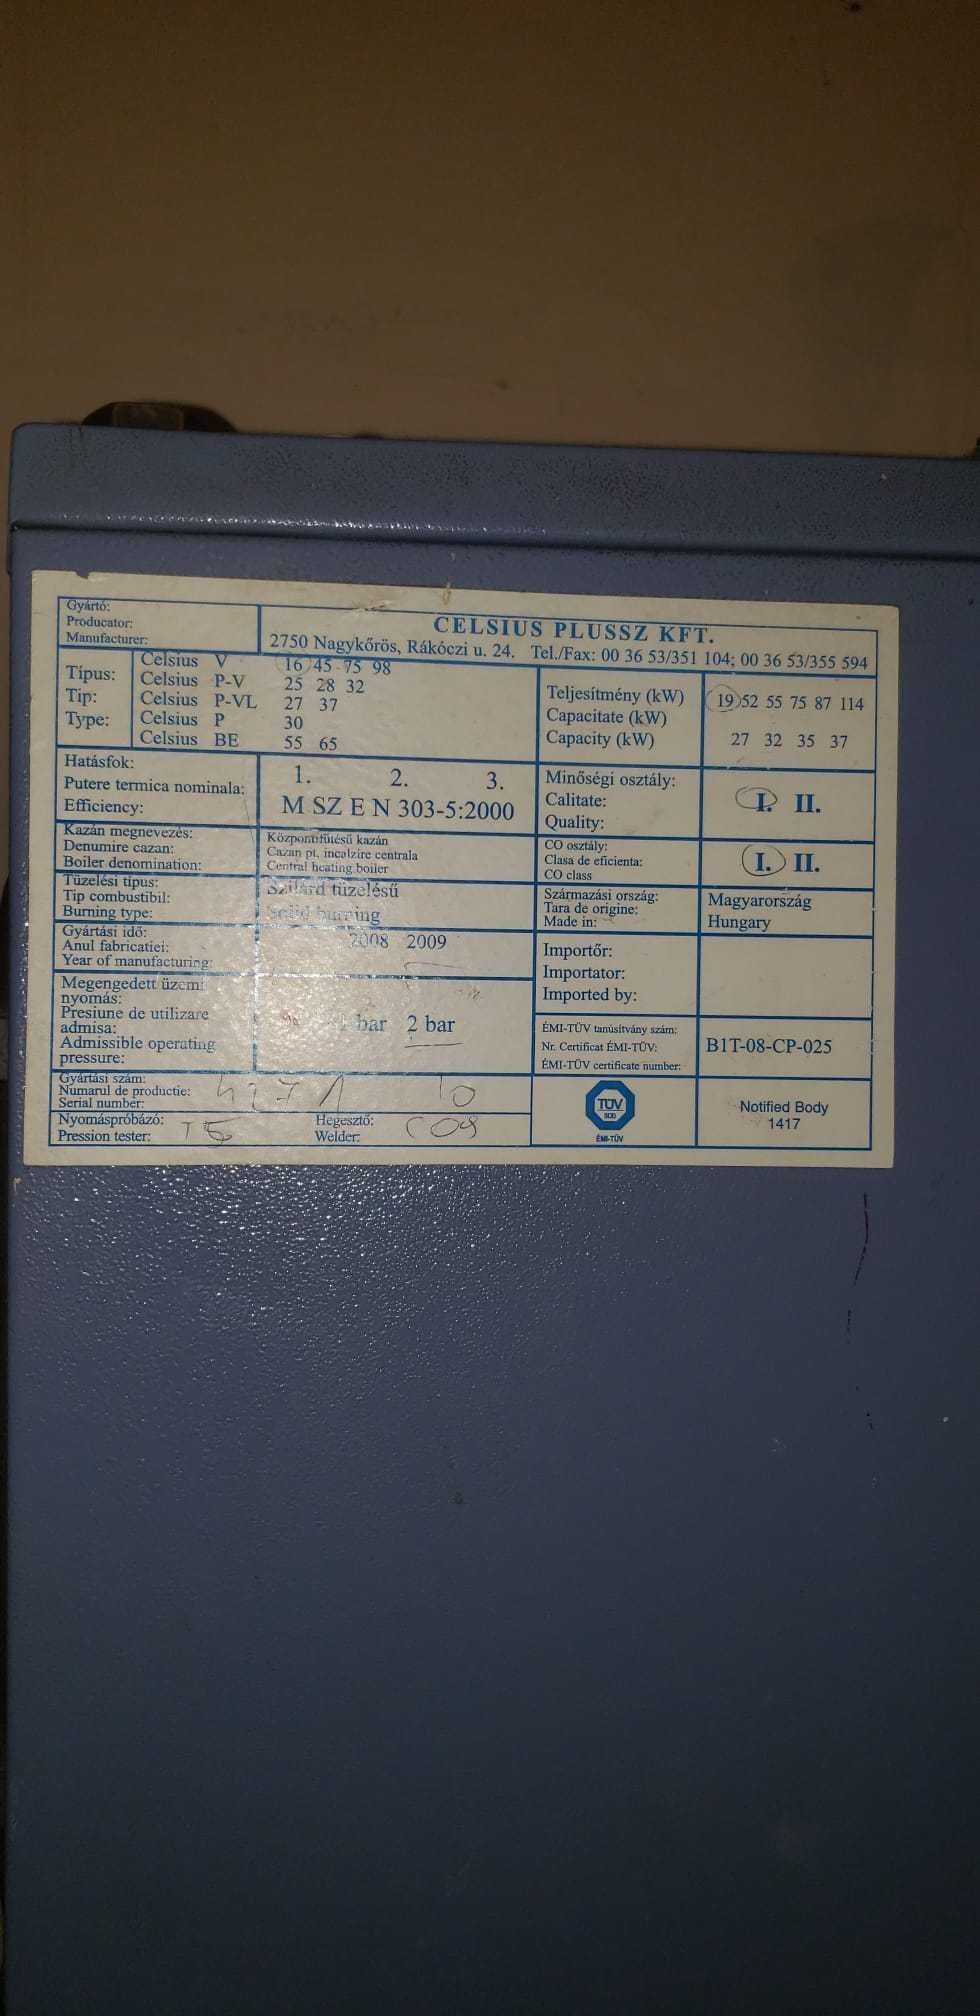 Gyártó:
Producator:
Manufacturer:
CELSIUS PLUSSZ KFT.
2750 Nagykőrös, Rákóczi u. 24. Tel./Fax: 00 36 53/351 104; 00 36 53/355 594
Típus:
Tip:
Type:
Celsius V 16 45 75 98
Celsius P-V 25 28 32
Celsius P-VL 27 37
Celsius P 30
Celsius BE 55 65
Teljesítmény (kW)
Capacitate (kW)
Capacity (kW)
19 52 55 75 87 114
27 32 35 37
Hatásfok:
Putere termica nominala:
Efficiency:
1. 2. 3.
M SZ E N 303-5:2000
Minőségi osztály:
Calitate:
Quality:
I. II.
Kazán megnevezés:
Denumire cazan:
Boiler denomination:
Központifűtésű kazán
Cazan pt. incalzire centrala
Central heating boiler
CO osztály:
Clasa de eficienta:
CO class
I. II.
Tüzelési típus:
Tip combustibil:
Burning type:
Szilárd tüzelésű
Solid burning
Származási ország:
Tara de origine:
Made in:
Magyarország
Hungary
Gyártási idő:
Anul fabricatiei:
Year of manufacturing:
2008 2009
Importőr:
Importator:
Imported by:
Megengedett üzemi
nyomás:
Presiune de utilizare
admisa:
Admissible operating
pressure:
1 bar 2 bar
ÉMI-TÜV tanúsítvány szám:
Nr. Certificat ÉMI-TÜV:
ÉMI-TÜV certificate number:
B1T-08-CP-025
Gyártási szám:
Numarul de productie:
Serial number:
Nyomáspróbázó:
Pression tester:
Hegesztő:
Welder:
TÜV
SÜD
ÉMI-TÜV
Notified Body
1417